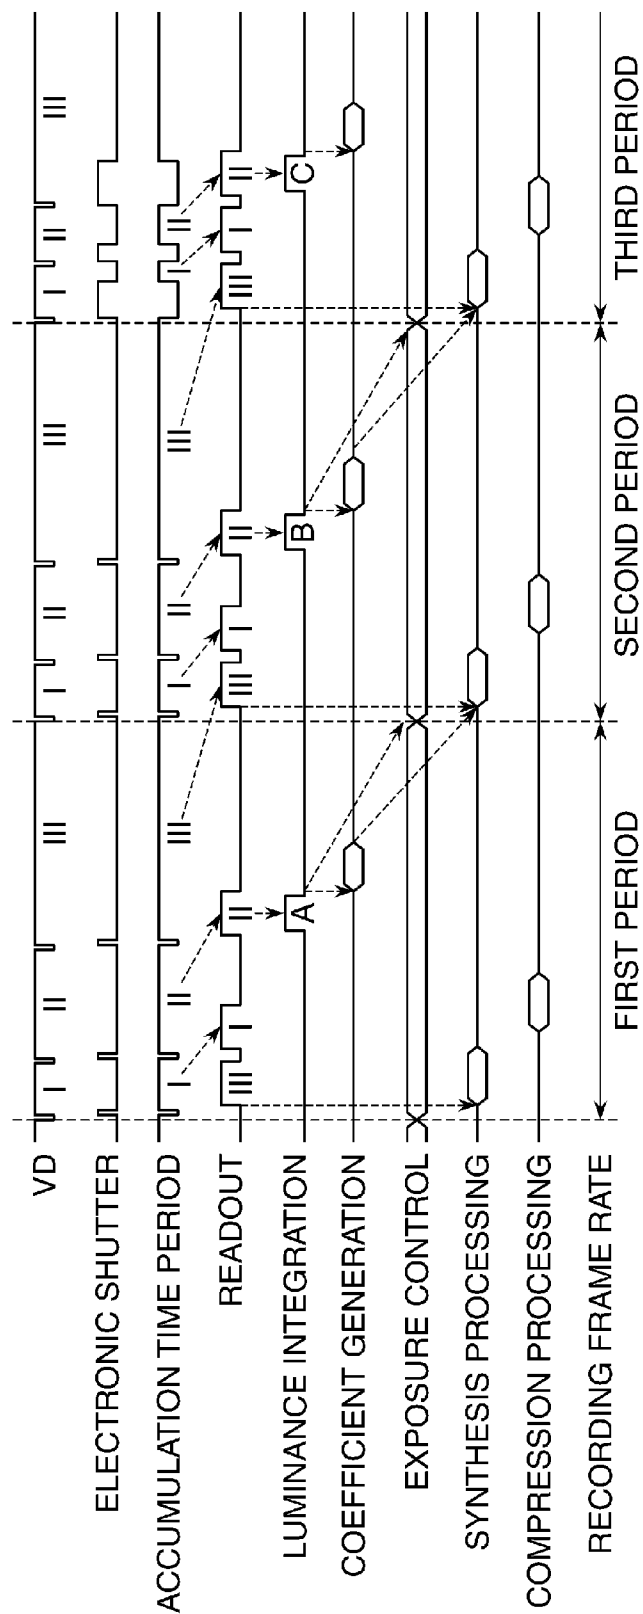 VD I II III I II III I II III
ELECTRONIC SHUTTER
ACCUMULATION TIME PERIOD I II III I II III I II
READOUT III I II III I II III I II
LUMINANCE INTEGRATION A B C
COEFFICIENT GENERATION
EXPOSURE CONTROL
SYNTHESIS PROCESSING
COMPRESSION PROCESSING
RECORDING FRAME RATE
FIRST PERIOD SECOND PERIOD THIRD PERIOD